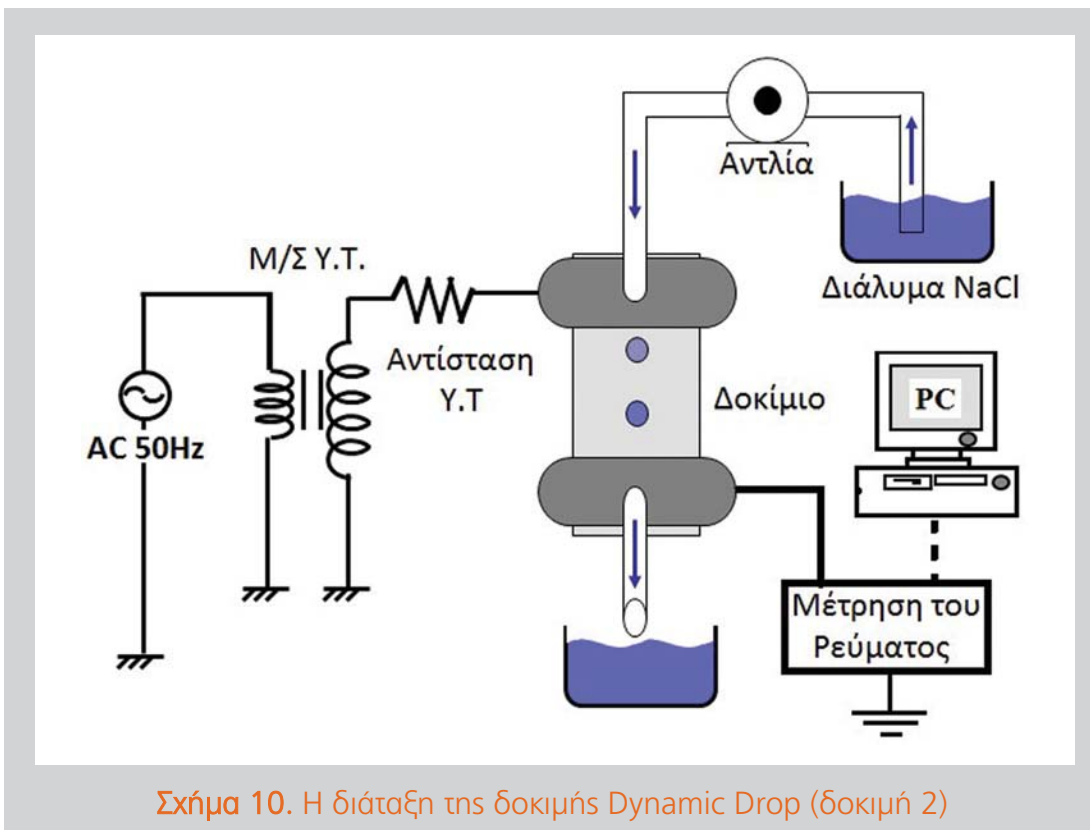 Αντλία
Διάλυμα NaCl
Μ/Σ Υ.Τ.
Αντίσταση
Υ.Τ
AC 50Hz
Δοκίμιο
PC
Μέτρηση του
Ρεύματος
Σχήμα 10. Η διάταξη της δοκιμής Dynamic Drop (δοκιμή 2)